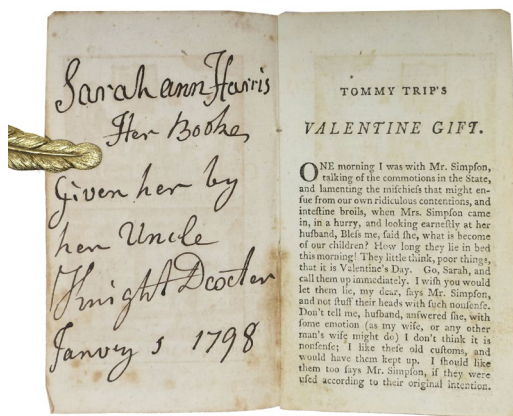 Sarah ann Harris
Her Booke
Given her by
her Uncle
Knight Dexter
Janury 5 1798
TOMMY TRIP'S
VALENTINE GIFT.
ONE morning I was with Mr. Simpſon,
talking of the commotions in the State,
and lamenting the miſchieſs that might en-
ſue from our own ridiculous contentions, and
inteſtine broils, when Mrs. Simpſon came
in, in a hurry, and looking earneſtly at her
huſband, Bleſs me, ſaid ſhe, what is become
of our children? How long they lie in bed
this morning! They little think, poor things,
that it is Valentine's Day. Go, Sarah, and
call them up immediately. I wiſh you would
let them lie, my dear, ſays Mr. Simpſon,
and not ſtuff their heads with ſuch nonſenſe.
Don't tell me, huſband, anſwered ſhe, with
ſome emotion (as my wife, or any other
man's wife might do) I don't think it is
nonſenſe; I like theſe old cuſtoms, and
would have them kept up. I ſhould like
them too ſays Mr. Simpſon, if they were
uſed according to their original intention.